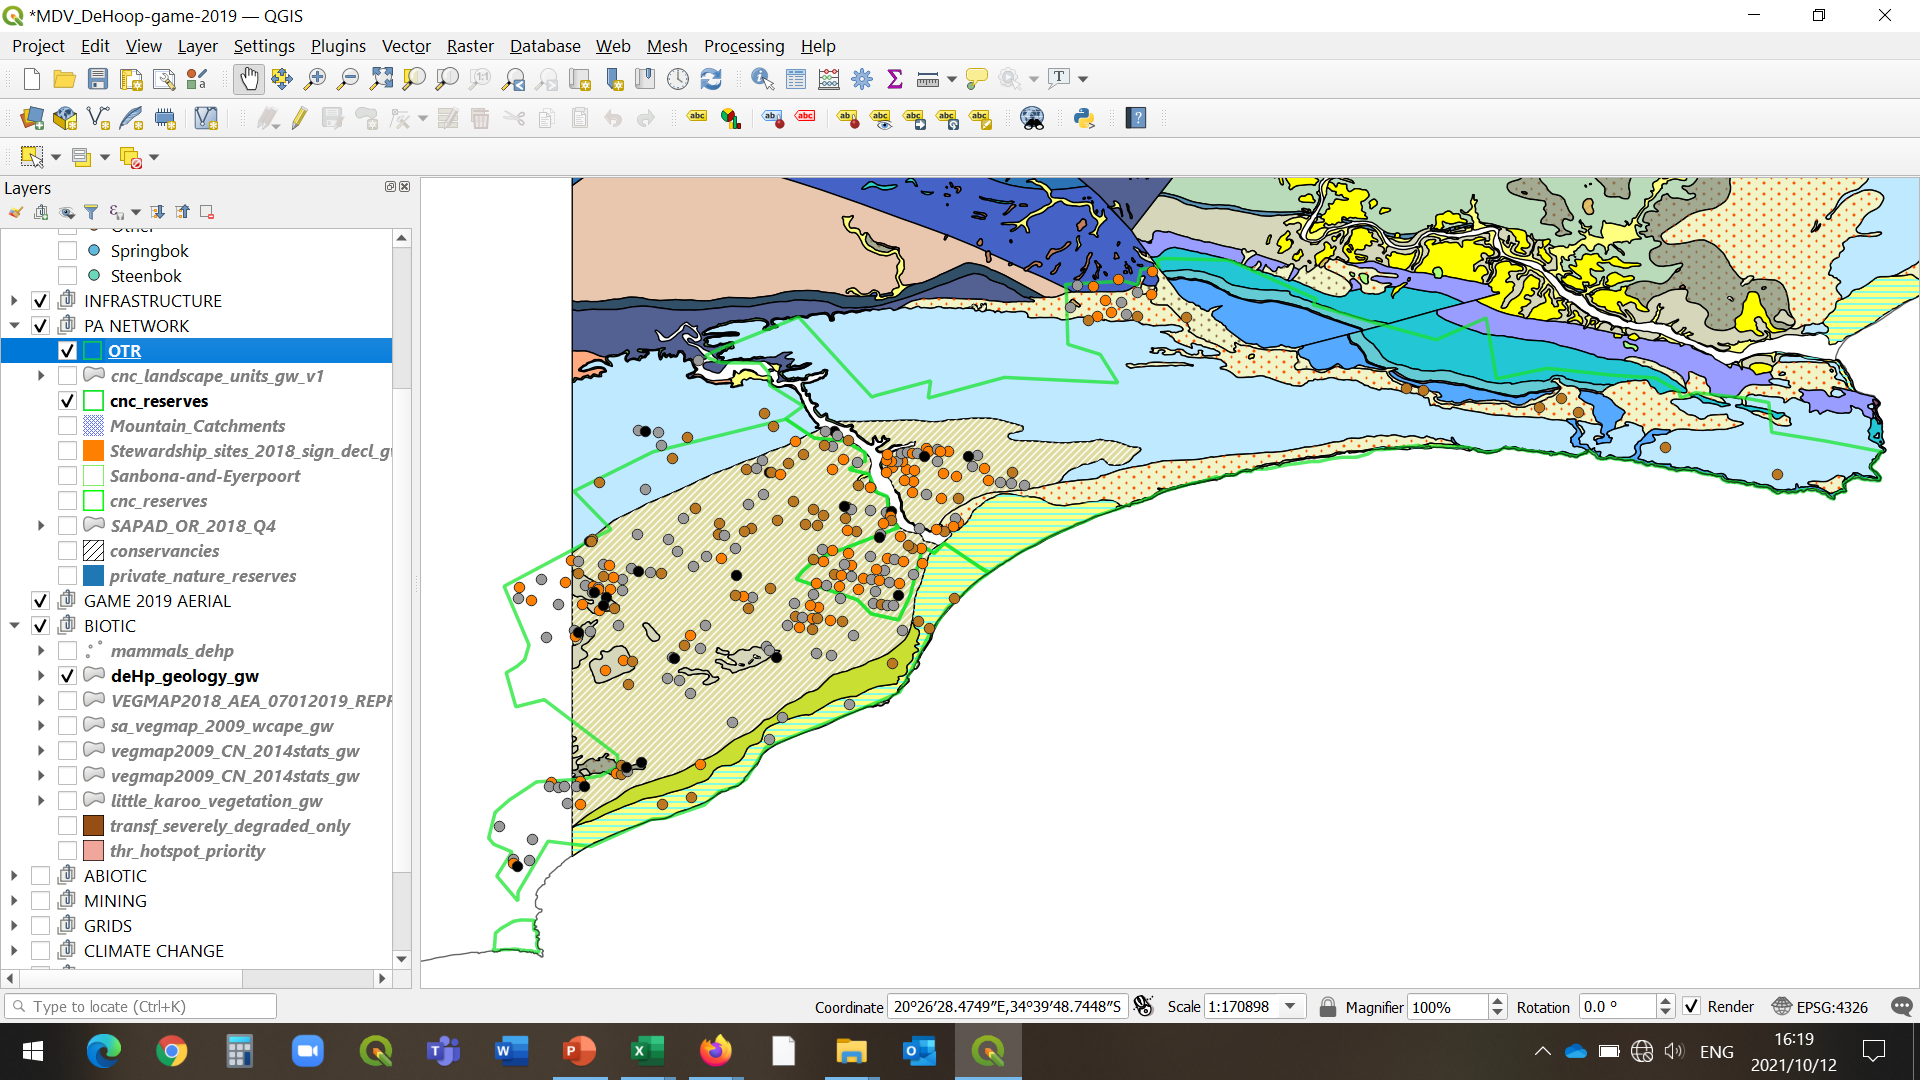 *MDV_DeHoop-game-2019 — QGIS
Project Edit View Layer Settings Plugins Vector Raster Database Web Mesh Processing Help
Layers
Other
Springbok
Steenbok
INFRASTRUCTURE
PA NETWORK
OTR
cnc_landscape_units_gw_v1
cnc_reserves
Mountain_Catchments
Stewardship_sites_2018_sign_decl_gw
Sanbona-and-Eyerpoort
cnc_reserves
SAPAD_OR_2018_Q4
conservancies
private_nature_reserves
GAME 2019 AERIAL
BIOTIC
mammals_dehp
deHp_geology_gw
VEGMAP2018_AEA_07012019_REPR
sa_vegmap_2009_wcape_gw
vegmap2009_CN_2014stats_gw
vegmap2009_CN_2014stats_gw
little_karoo_vegetation_gw
transf_severely_degraded_only
thr_hotspot_priority
ABIOTIC
MINING
GRIDS
CLIMATE CHANGE
Type to locate (Ctrl+K)
Coordinate 20°26′28.4749″E,34°39′48.7448″S Scale 1:170898 Magnifier 100% Rotation 0.0 ° Render EPSG:4326
ENG
16:19
2021/10/12